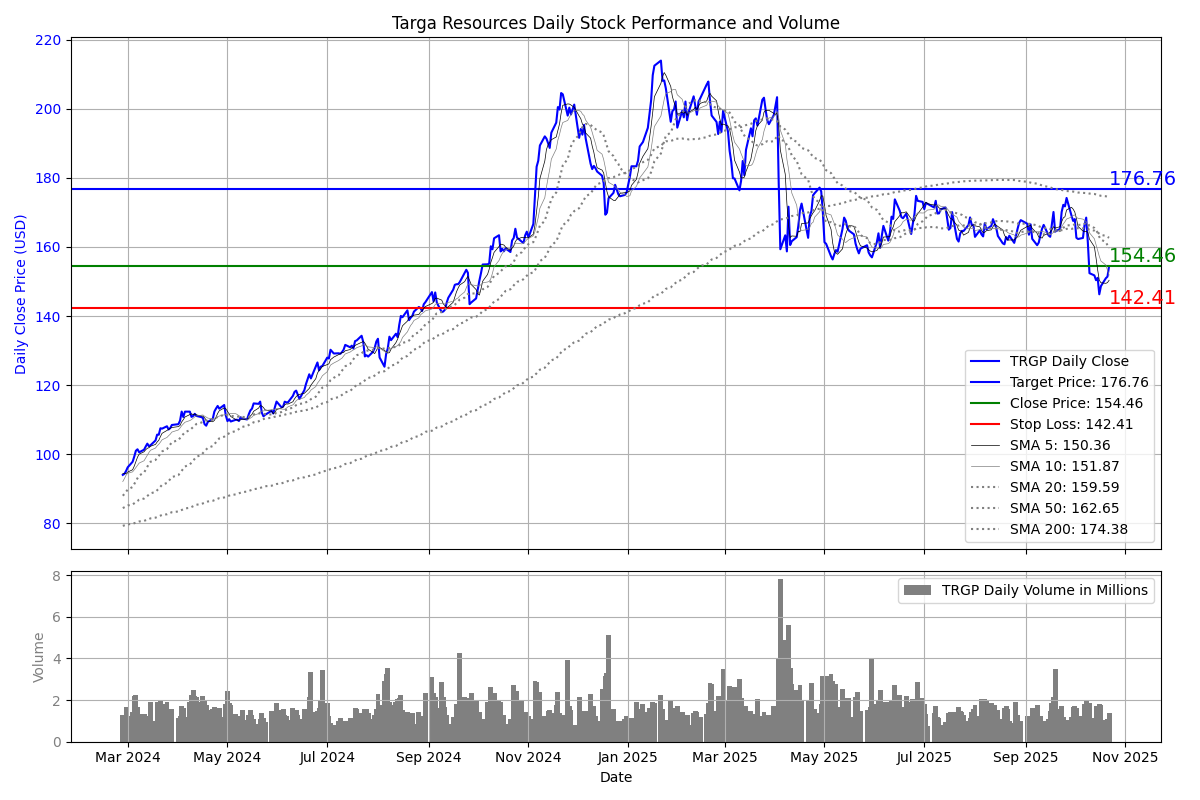 Targa Resources Daily Stock Performance and Volume
Daily Close Price (USD)
220
200
180
160
140
120
100
80
176.76
154.46
142.41
TRGP Daily Close
Target Price: 176.76
Close Price: 154.46
Stop Loss: 142.41
SMA 5: 150.36
SMA 10: 151.87
SMA 20: 159.59
SMA 50: 162.65
SMA 200: 174.38
Volume
8
6
4
2
0
TRGP Daily Volume in Millions
Mar 2024
May 2024
Jul 2024
Sep 2024
Nov 2024
Jan 2025
Mar 2025
May 2025
Jul 2025
Sep 2025
Nov 2025
Date